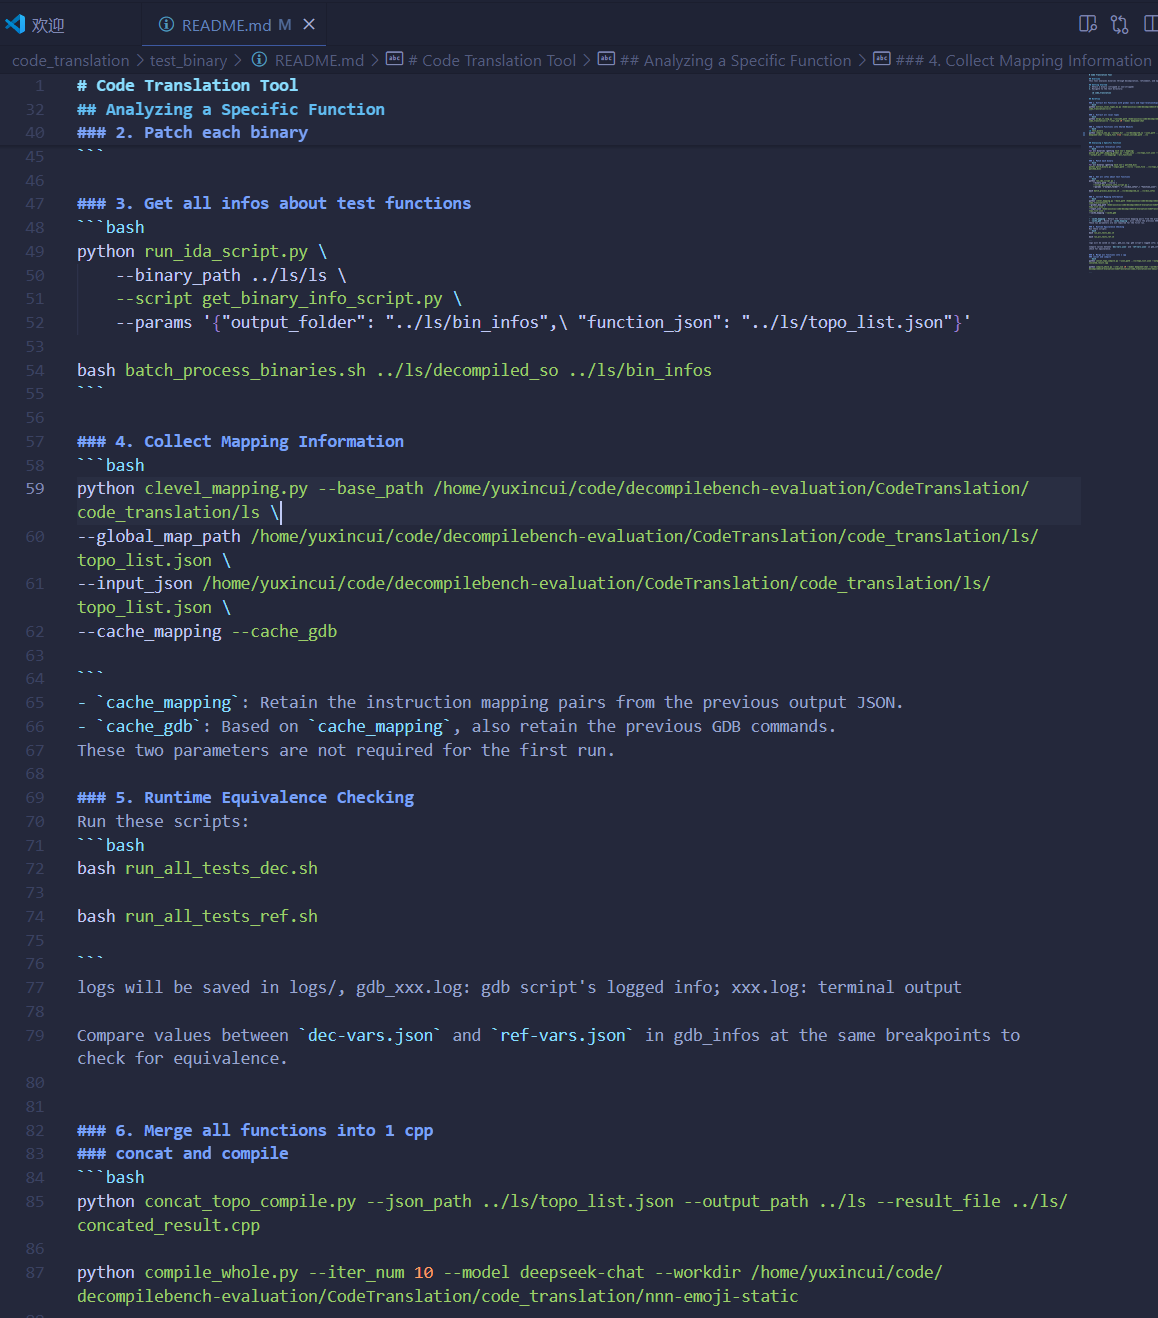 欢迎
README.md M
code_translation > test_binary > README.md > # Code Translation Tool > ## Analyzing a Specific Function > ### 4. Collect Mapping Information
1 # Code Translation Tool
32 ## Analyzing a Specific Function
40 ### 2. Patch each binary
45 ```
46
47 ### 3. Get all infos about test functions
48 ```bash
49 python run_ida_script.py \
50     --binary_path ../ls/ls \
51     --script get_binary_info_script.py \
52     --params '{"output_folder": "../ls/bin_infos",\ "function_json": "../ls/topo_list.json"}'
53
54 bash batch_process_binaries.sh ../ls/decompiled_so ../ls/bin_infos
55 ```
56
57 ### 4. Collect Mapping Information
58 ```bash
59 python clevel_mapping.py --base_path /home/yuxincui/code/decompilebench-evaluation/CodeTranslation/
code_translation/ls \
60 --global_map_path /home/yuxincui/code/decompilebench-evaluation/CodeTranslation/code_translation/ls/
topo_list.json \
61 --input_json /home/yuxincui/code/decompilebench-evaluation/CodeTranslation/code_translation/ls/
topo_list.json \
62 --cache_mapping --cache_gdb
63
64 ```
65 - `cache_mapping`: Retain the instruction mapping pairs from the previous output JSON.
66 - `cache_gdb`: Based on `cache_mapping`, also retain the previous GDB commands.
67 These two parameters are not required for the first run.
68
69 ### 5. Runtime Equivalence Checking
70 Run these scripts:
71 ```bash
72 bash run_all_tests_dec.sh
73
74 bash run_all_tests_ref.sh
75
76 ```
77 logs will be saved in logs/, gdb_xxx.log: gdb script's logged info; xxx.log: terminal output
78
79 Compare values between `dec-vars.json` and `ref-vars.json` in gdb_infos at the same breakpoints to
check for equivalence.
80
81
82 ### 6. Merge all functions into 1 cpp
83 ### concat and compile
84 ```bash
85 python concat_topo_compile.py --json_path ../ls/topo_list.json --output_path ../ls --result_file ../ls/
concated_result.cpp
86
87 python compile_whole.py --iter_num 10 --model deepseek-chat --workdir /home/yuxincui/code/
decompilebench-evaluation/CodeTranslation/code_translation/nnn-emoji-static